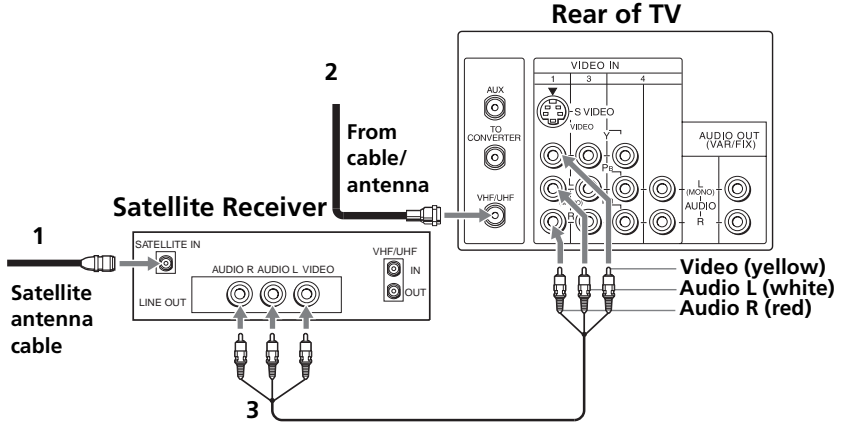 Rear of TV
VIDEO IN
1 3 4
2
AUX
S VIDEO
VIDEO
Y
TO
CONVERTER
AUDIO OUT
(VAR/FIX)
From
cable/
antenna
PB
VHF/UHF
L
L
(MONO)
AUDIO
R
R
Satellite Receiver
1
SATELLITE IN
VHF/UHF
IN
OUT
AUDIO R AUDIO L VIDEO
LINE OUT
Satellite
antenna
cable
Video (yellow)
Audio L (white)
Audio R (red)
3